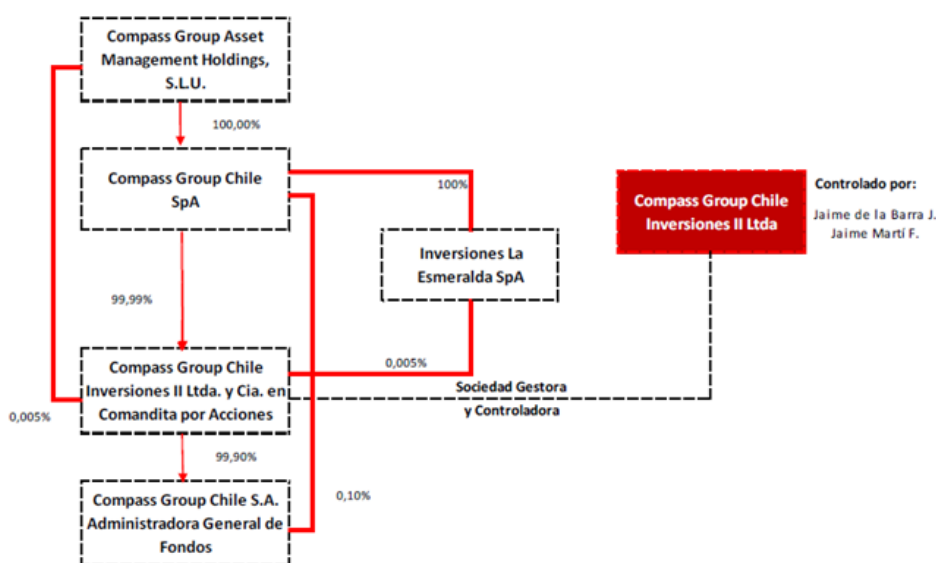 Compass Group Asset
Management Holdings,
S.L.U.
100,00%
Compass Group Chile
SpA
100%
Compass Group Chile
Inversiones II Ltda
Controlado por:
Jaime de la Barra J.
Jaime Martí F.
Inversiones La
Esmeralda SpA
99,99%
Compass Group Chile
Inversiones II Ltda. y Cia. en
Comandita por Acciones
0,005%
0,005%
Sociedad Gestora
y Controladora
99,90%
Compass Group Chile S.A.
Administradora General de
Fondos
0,10%